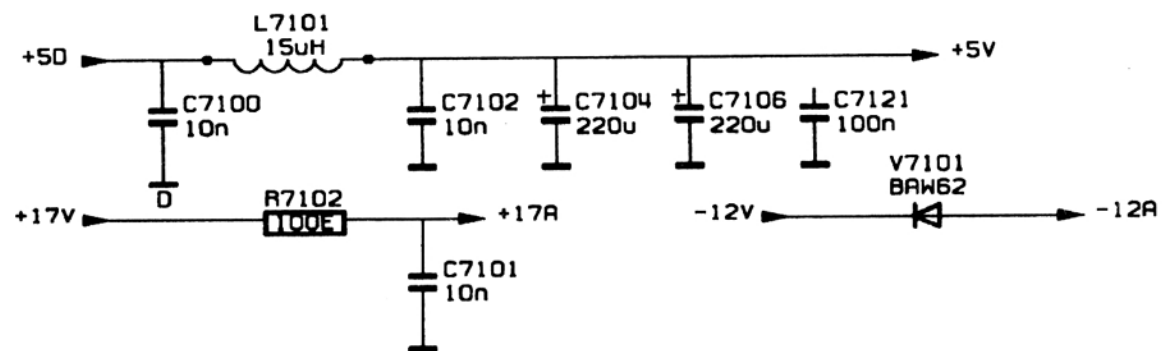 L7101
15uH
+5D
+5V
C7100
10n
C7102
10n
+
C7104
220u
+
C7106
220u
C7121
100n
D
V7101
BAW62
R7102
100E
+17V
+17A
-12V
-12A
C7101
10n